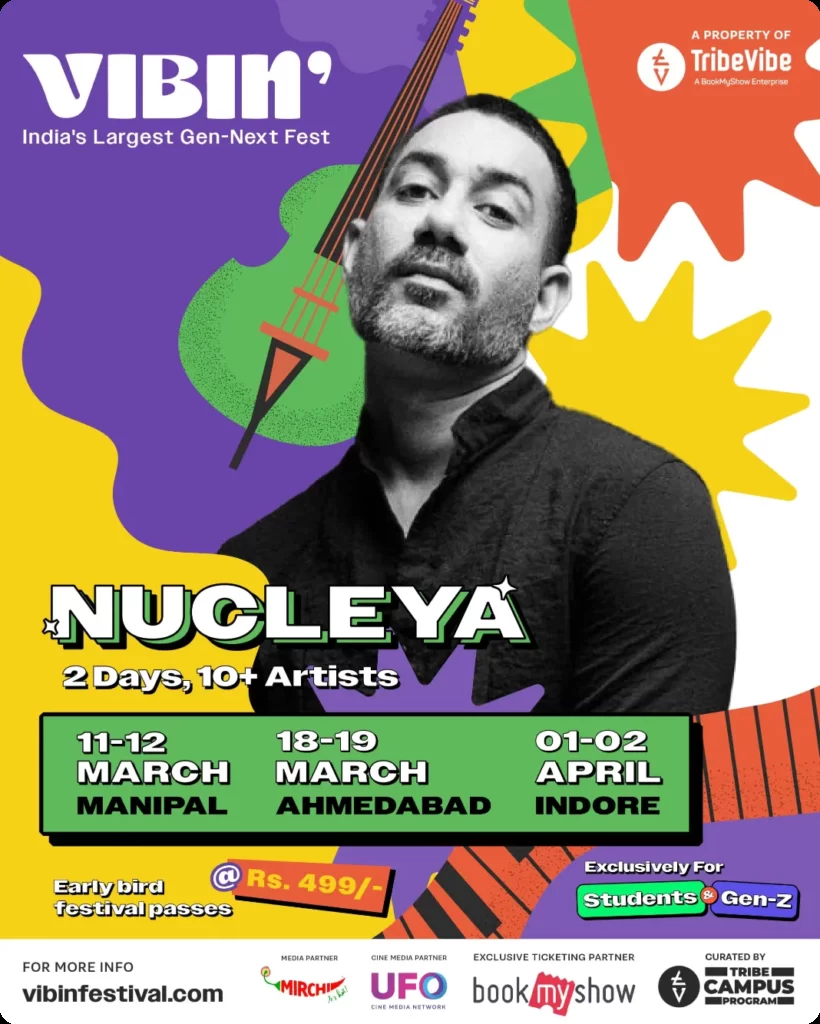 VIBIN'
India's Largest Gen-Next Fest
A PROPERTY OF
TribeVibe
A BookMyShow Enterprise
NUCLEYA
2 Days, 10+ Artists
11-12
MARCH
MANIPAL
18-19
MARCH
AHMEDABAD
01-02
APRIL
INDORE
Early bird
festival passes
@ Rs. 499/-
Exclusively For
Students & Gen-Z
FOR MORE INFO
vibinfestival.com
MEDIA PARTNER
MIRCHI
CINE MEDIA PARTNER
UFO
CINE MEDIA NETWORK
EXCLUSIVE TICKETING PARTNER
bookmyshow
CURATED BY
TRIBE
CAMPUS
PROGRAM